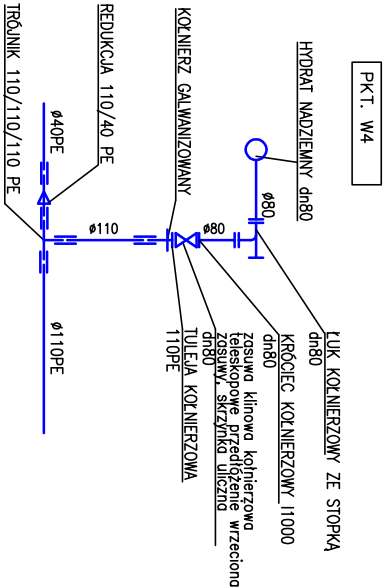 PKT. W4
HYDRAT NADZIEMNY dn80
ŁUK KOŁNIERZOWY ZE STOPKĄ
dn80
ø80
KRÓCIEC KOŁNIERZOWY l1000
dn80
ø80
zasuwa klinowa kołnierzowa
teleskopowe przedłóżenie wrzeciona
zasuwy, skrzynka uliczna
dn80
KOŁNIERZ GALWANIZOWANY
TULEJA KOŁNIERZOWA
110PE
ø110
REDUKCJA 110/40 PE
ø40PE
ø110PE
TRÓJNIK 110/110/110 PE